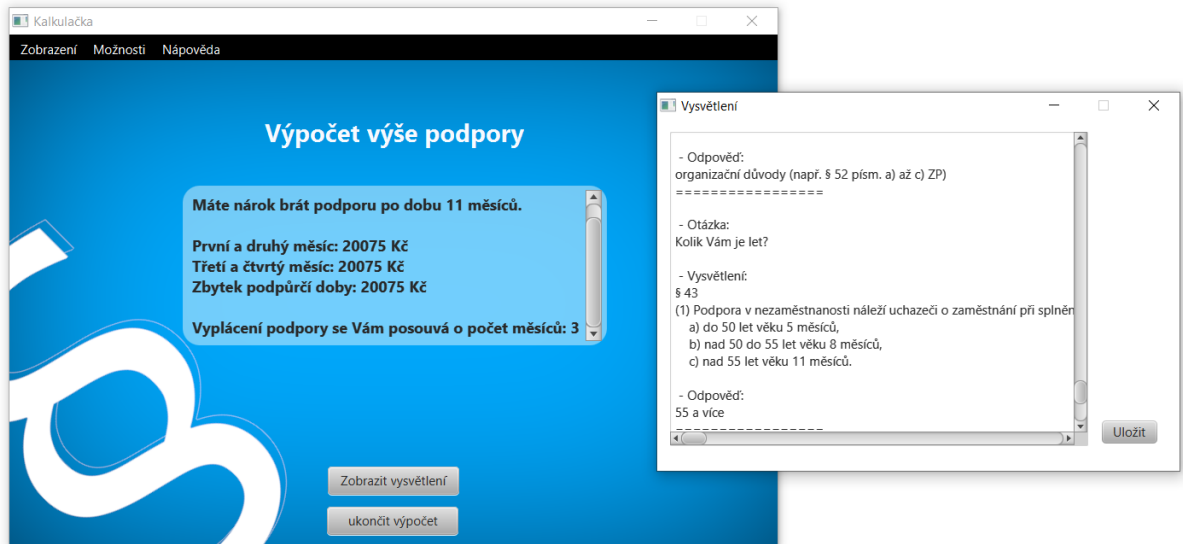 Kalkulačka
Zobrazení Možnosti Nápověda
Výpočet výše podpory
Máte nárok brát podporu po dobu 11 měsíců.
První a druhý měsíc: 20075 Kč
Třetí a čtvrtý měsíc: 20075 Kč
Zbytek podpůrčí doby: 20075 Kč
Vyplácení podpory se Vám posouvá o počet měsíců: 3
Zobrazit vysvětlení
ukončit výpočet
Vysvětlení
- Odpověď:
organizační důvody (např. § 52 písm. a) až c) ZP)
=================
- Otázka:
Kolik Vám je let?
- Vysvětlení:
§ 43
(1) Podpora v nezaměstnanosti náleží uchazeči o zaměstnání při splněn
a) do 50 let věku 5 měsíců,
b) nad 50 do 55 let věku 8 měsíců,
c) nad 55 let věku 11 měsíců.
- Odpověď:
55 a více
=================
Uložit